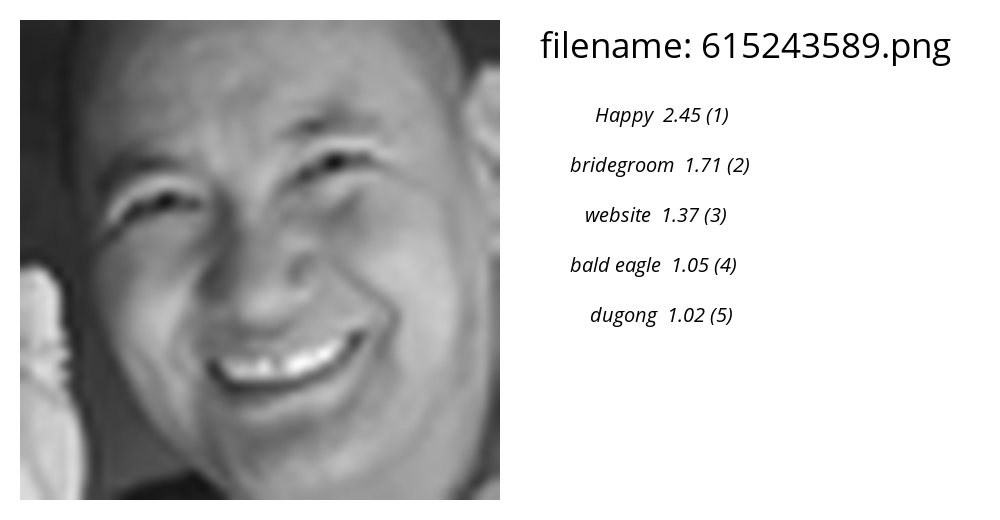 filename: 615243589.png
Happy 2.45 (1)
bridegroom 1.71 (2)
website 1.37 (3)
bald eagle 1.05 (4)
dugong 1.02 (5)